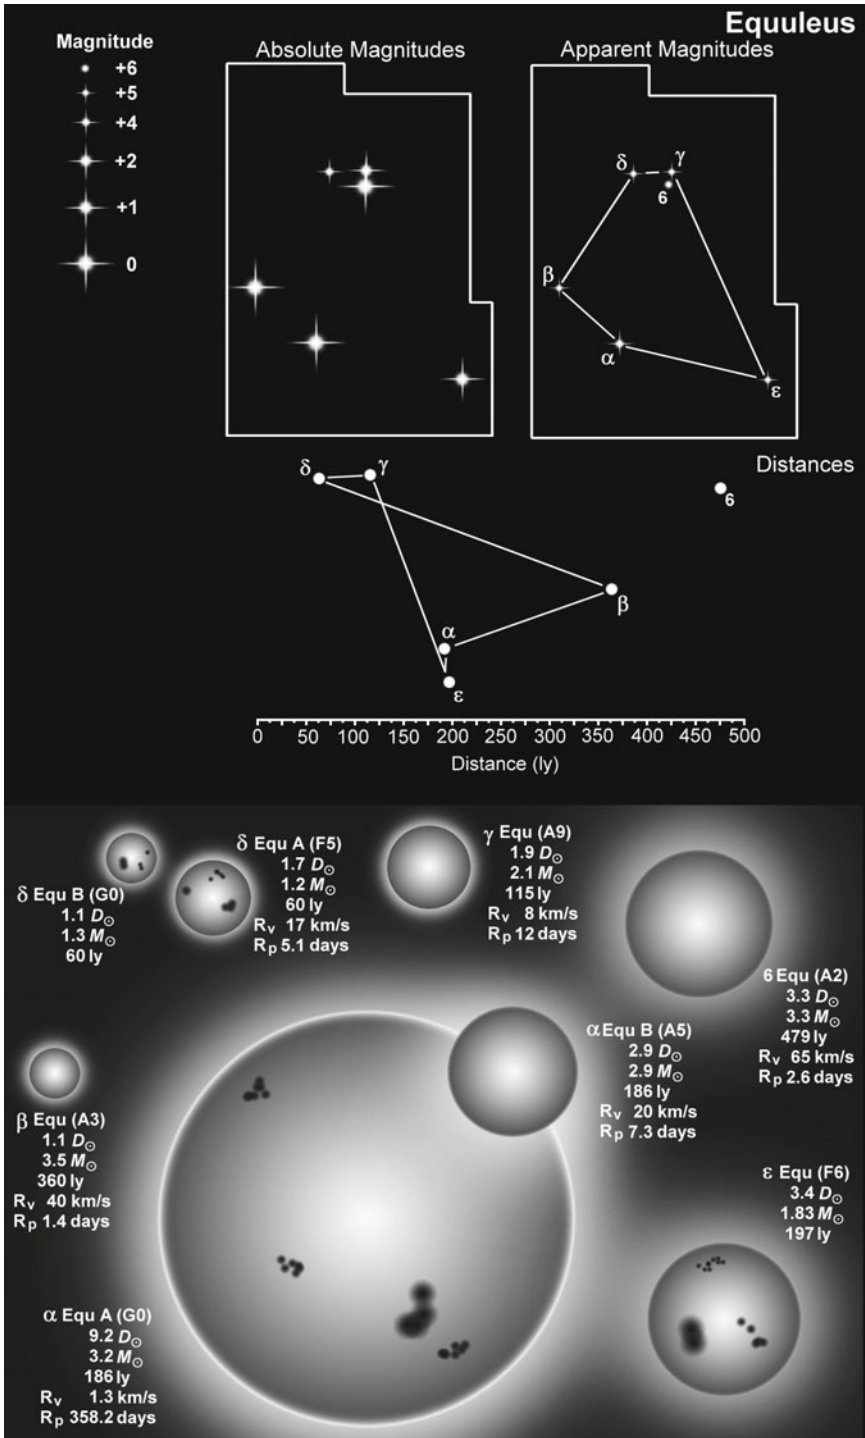 Equuleus
Magnitude
+6
+5
+4
+2
+1
0
Absolute Magnitudes
Apparent Magnitudes
δ
γ
6
β
α
ε
Distances
δ
γ
6
β
α
ε
0 50 100 150 200 250 300 350 400 450 500
Distance (ly)
δ Equ B (G0)
1.1 D⊙
1.3 M⊙
60 ly
δ Equ A (F5)
1.7 D⊙
1.2 M⊙
60 ly
Rv 17 km/s
Rp 5.1 days
γ Equ (A9)
1.9 D⊙
2.1 M⊙
115 ly
Rv 8 km/s
Rp 12 days
6 Equ (A2)
3.3 D⊙
3.3 M⊙
479 ly
Rv 65 km/s
Rp 2.6 days
α Equ B (A5)
2.9 D⊙
2.9 M⊙
186 ly
Rv 20 km/s
Rp 7.3 days
β Equ (A3)
1.1 D⊙
3.5 M⊙
360 ly
Rv 40 km/s
Rp 1.4 days
ε Equ (F6)
3.4 D⊙
1.83 M⊙
197 ly
α Equ A (G0)
9.2 D⊙
3.2 M⊙
186 ly
Rv 1.3 km/s
Rp 358.2 days